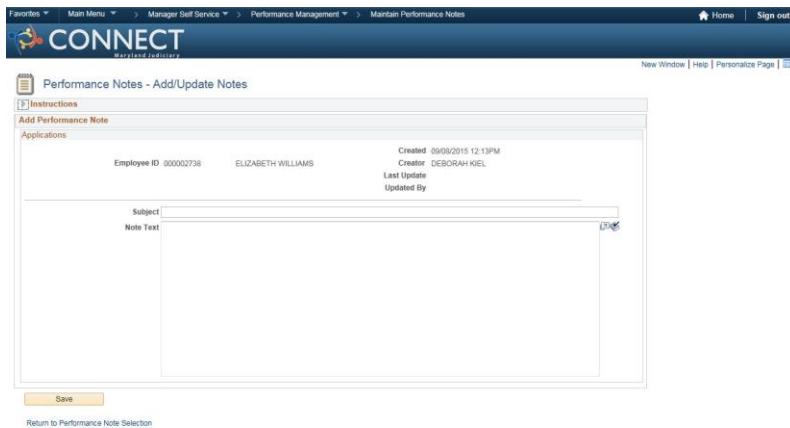 Favorites Main Menu > Manager Self Service > Performance Management > Maintain Performance Notes Home | Sign out
CONNECT
Maryland Judiciary
New Window | Help | Personalize Page |
Performance Notes - Add/Update Notes
Instructions
Add Performance Note
Applications
Created 09/08/2015 12:13PM
Employee ID 000002738 ELIZABETH WILLIAMS Creator DEBORAH KIEL
Last Update
Updated By
Subject
Note Text
Save
Return to Performance Note Selection